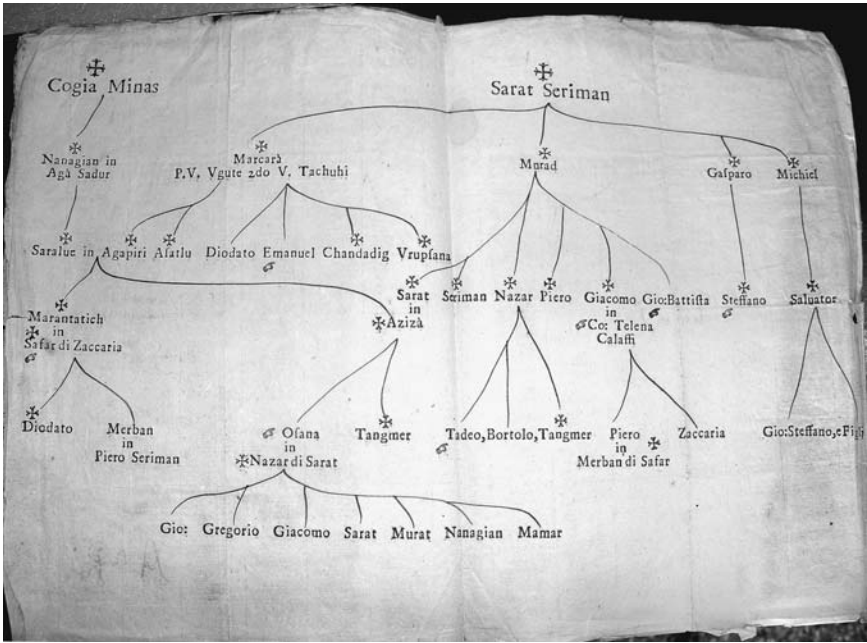 Cogia Minas
Sarat Seriman
Nanagian in
Agà Sadur
Marcarà
P.V. Vgute 2do V. Tachuhi
Murad
Gaſparo
Michiel
Saralue in Agapiri
Aſatlu
Diodato
Emanuel
Chandadig
Vrupſana
Sarat
in
Azizà
Seriman
Nazar
Piero
Giacomo
in
Co: Telena
Calaffi
Gio:Battiſta
Steffano
Saluator
Marantatich
in
Safar di Zaccaria
Diodato
Merban
in
Piero Seriman
Oſana
in
Nazar di Sarat
Tangmer
Tadeo, Bortolo, Tangmer
Piero
in
Merban di Safar
Zaccaria
Gio:Steffano, e Figli
Gio:
Gregorio
Giacomo
Sarat
Murat
Nanagian
Mamar